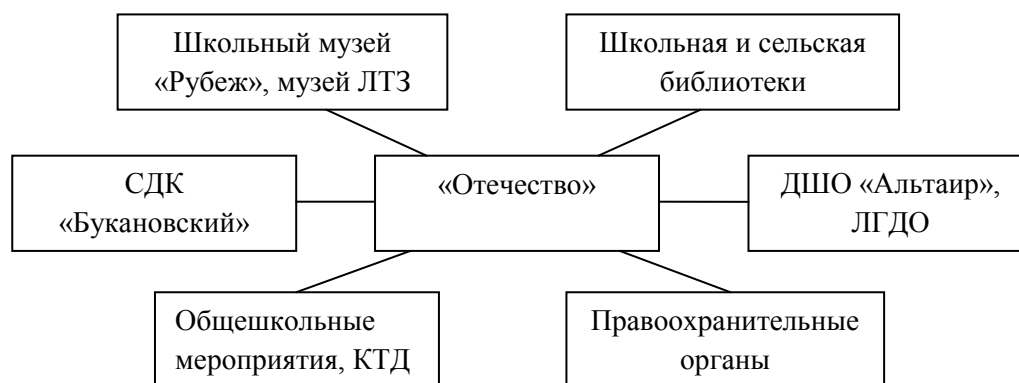 Школьный музей
«Рубеж», музей ЛТЗ
Школьная и сельская
библиотеки
СДК
«Букановский»
«Отечество»
ДШО «Альтаир»,
ЛГДО
Общешкольные
мероприятия, КТД
Правоохранительные
органы